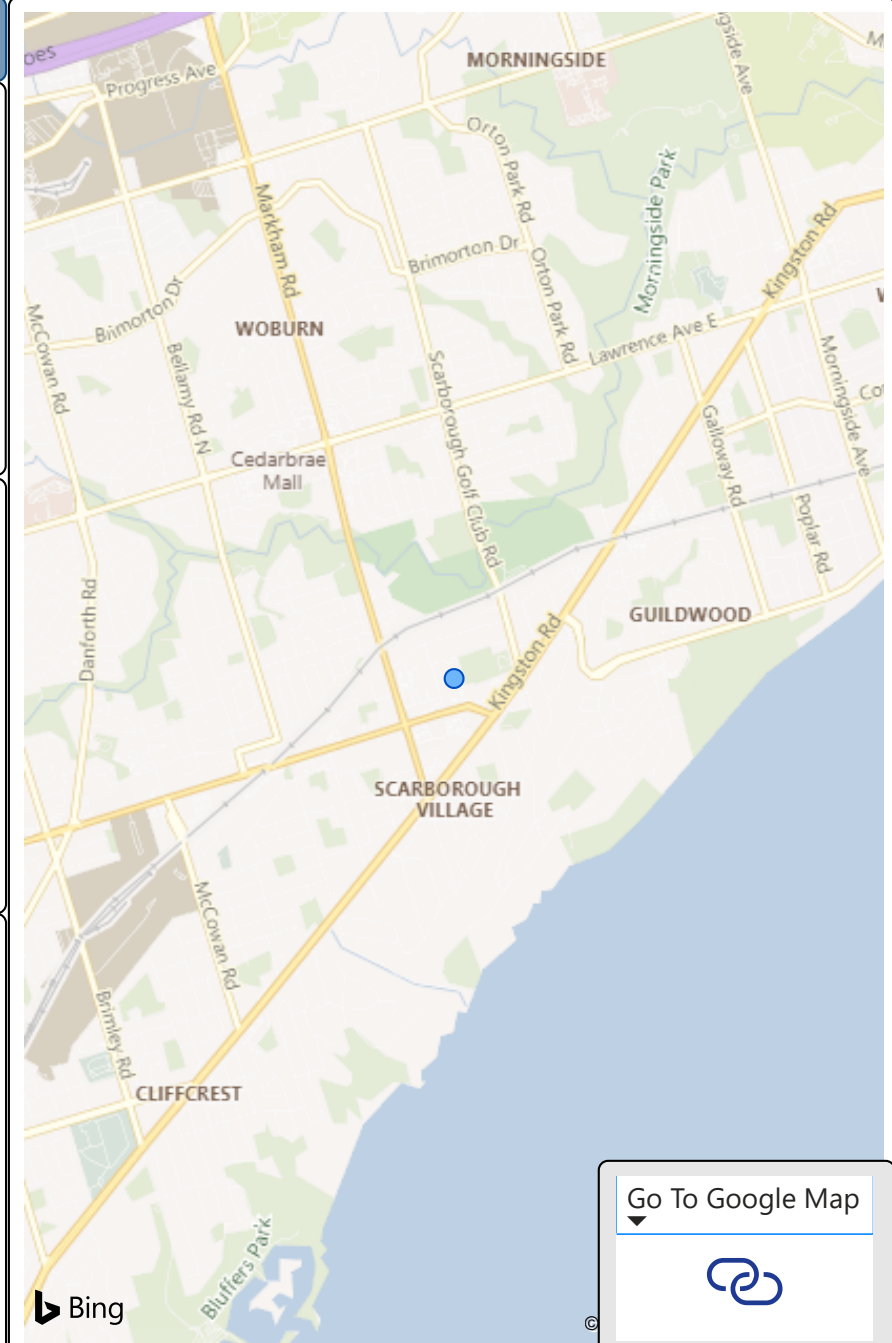 MORNINGSIDE
Progress Ave
Orton Park Rd
Morningside Park
Markham Rd
Kingston Rd
Brimorton Dr
Orton Park Rd
Brimorton Dr
McCowan Rd
WOBURN
Lawrence Ave E
Bellamy Rd N
Scarborough Golf Club Rd
Morningside Ave
Galloway Rd
Cedarbrae
Mall
Poplar Rd
Danforth Rd
GUILDWOOD
Kingston Rd
SCARBOROUGH
VILLAGE
McCowan Rd
Brimley Rd
CLIFFCREST
Bluffers Park
Go To Google Map
Bing
©